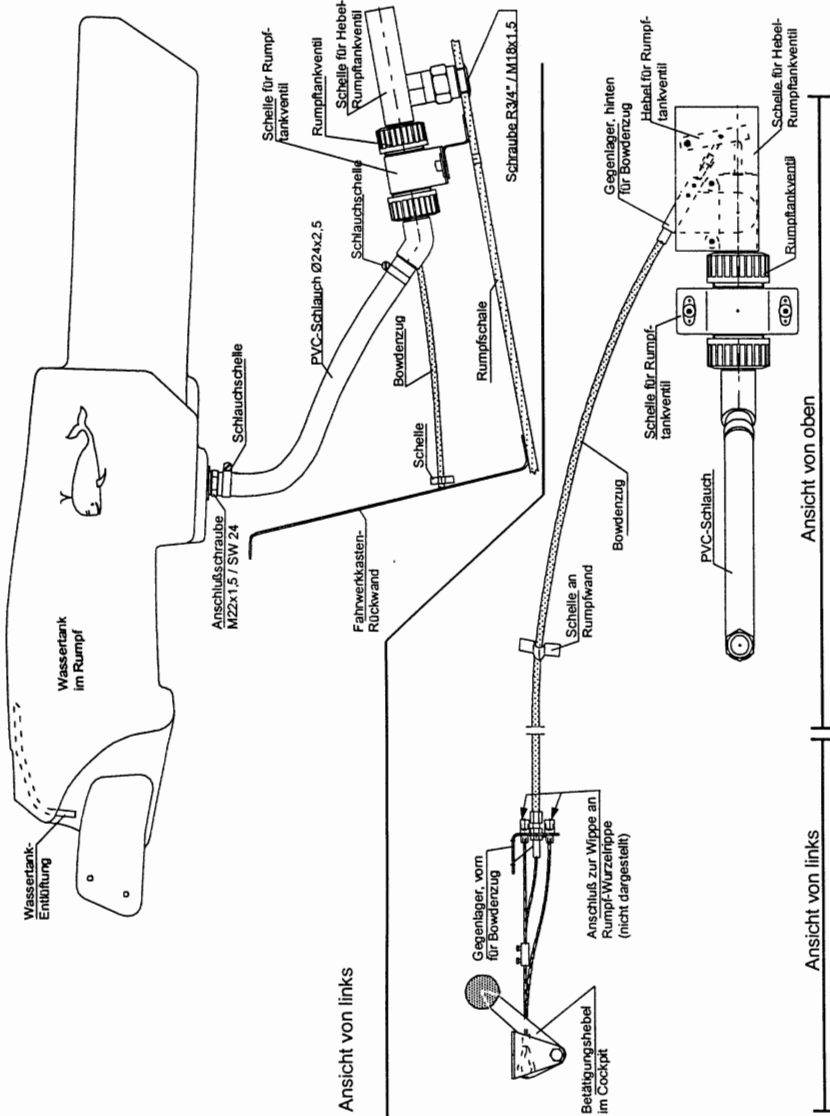 Wassertank-
Entlüftung
Wassertank
im Rumpf
Anschlußschraube
M22x1,5 / SW 24
Schlauchschelle
PVC-Schlauch Ø24x2,5
Schlauchschelle
Schelle für Rumpf-
tankventil
Rumpftankventil
Schelle für Hebel-
Rumpftankventil
Fahrwerkkasten-
Rückwand
Schelle
Bowdenzug
Rumpfschale
Schraube R3/4" / M18x1.5
Ansicht von links
Betätigungshebel
im Cockpit
Gegenlager, vorn
für Bowdenzug
Anschluß zur Wippe an
Rumpf-Wurzelrippe
(nicht dargestellt)
Schelle an
Rumpfwand
Bowdenzug
Gegenlager, hinten
für Bowdenzug
Hebel für Rumpf-
tankventil
Schelle für Hebel-
Rumpftankventil
Schelle für Rumpf-
tankventil
Rumpftankventil
PVC-Schlauch
Ansicht von links
Ansicht von oben